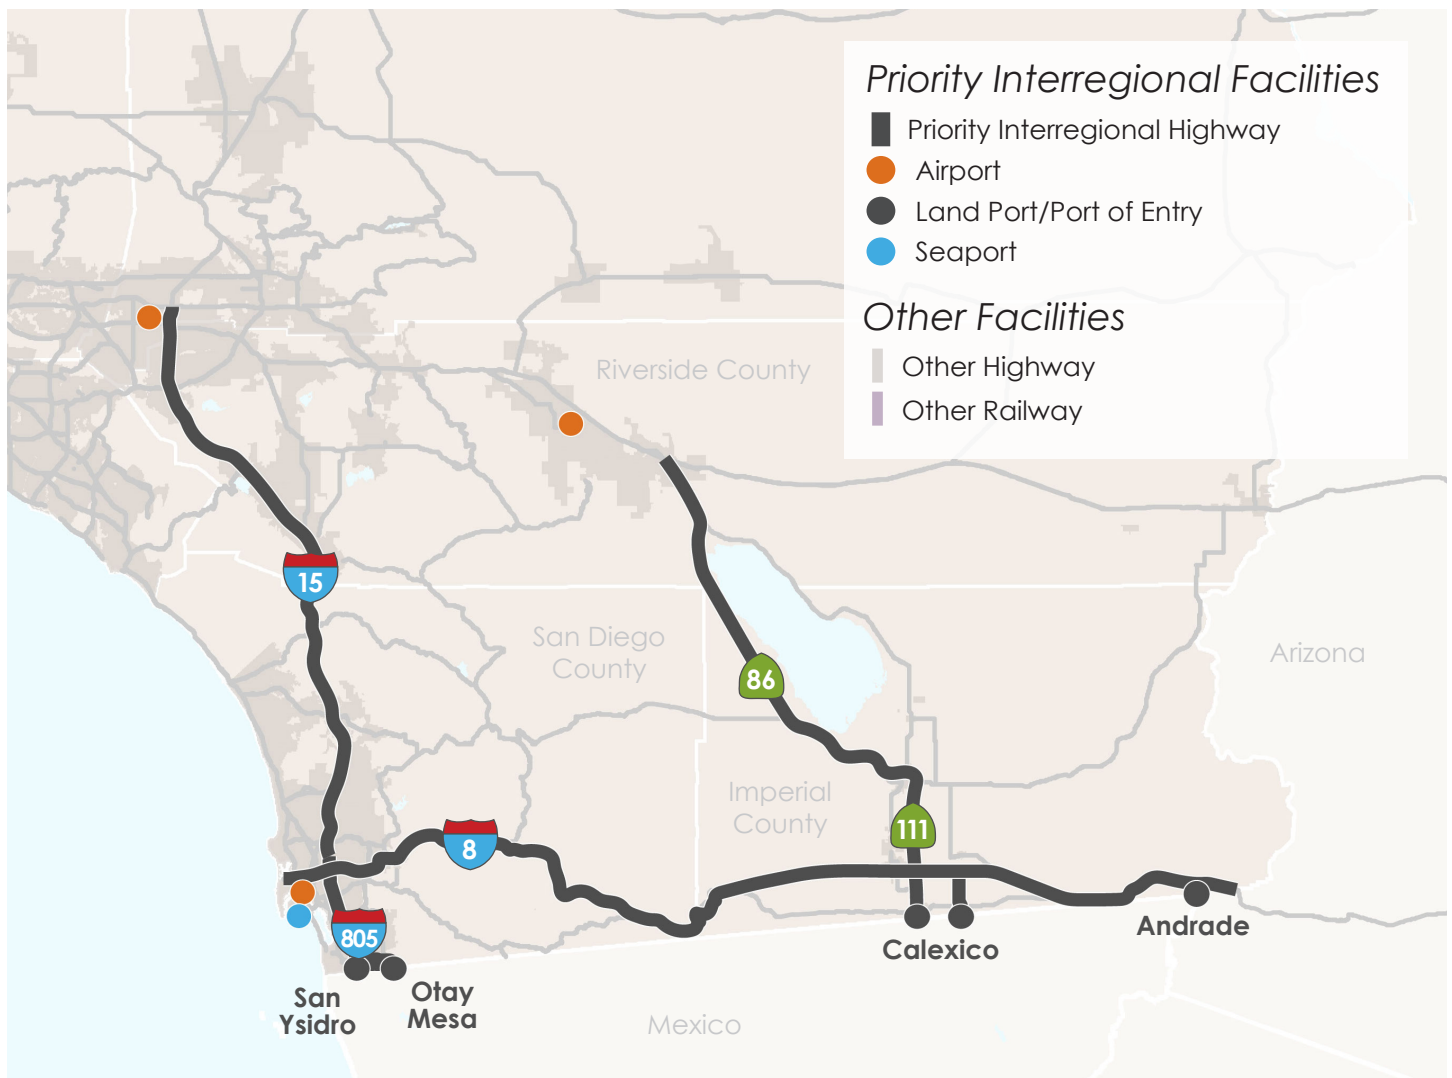 Priority Interregional Facilities
Priority Interregional Highway
Airport
Land Port/Port of Entry
Seaport
Other Facilities
Other Highway
Other Railway
Riverside County
15
San Diego
County
Arizona
86
Imperial
County
111
8
805
Andrade
Calexico
San
Ysidro
Otay
Mesa
Mexico